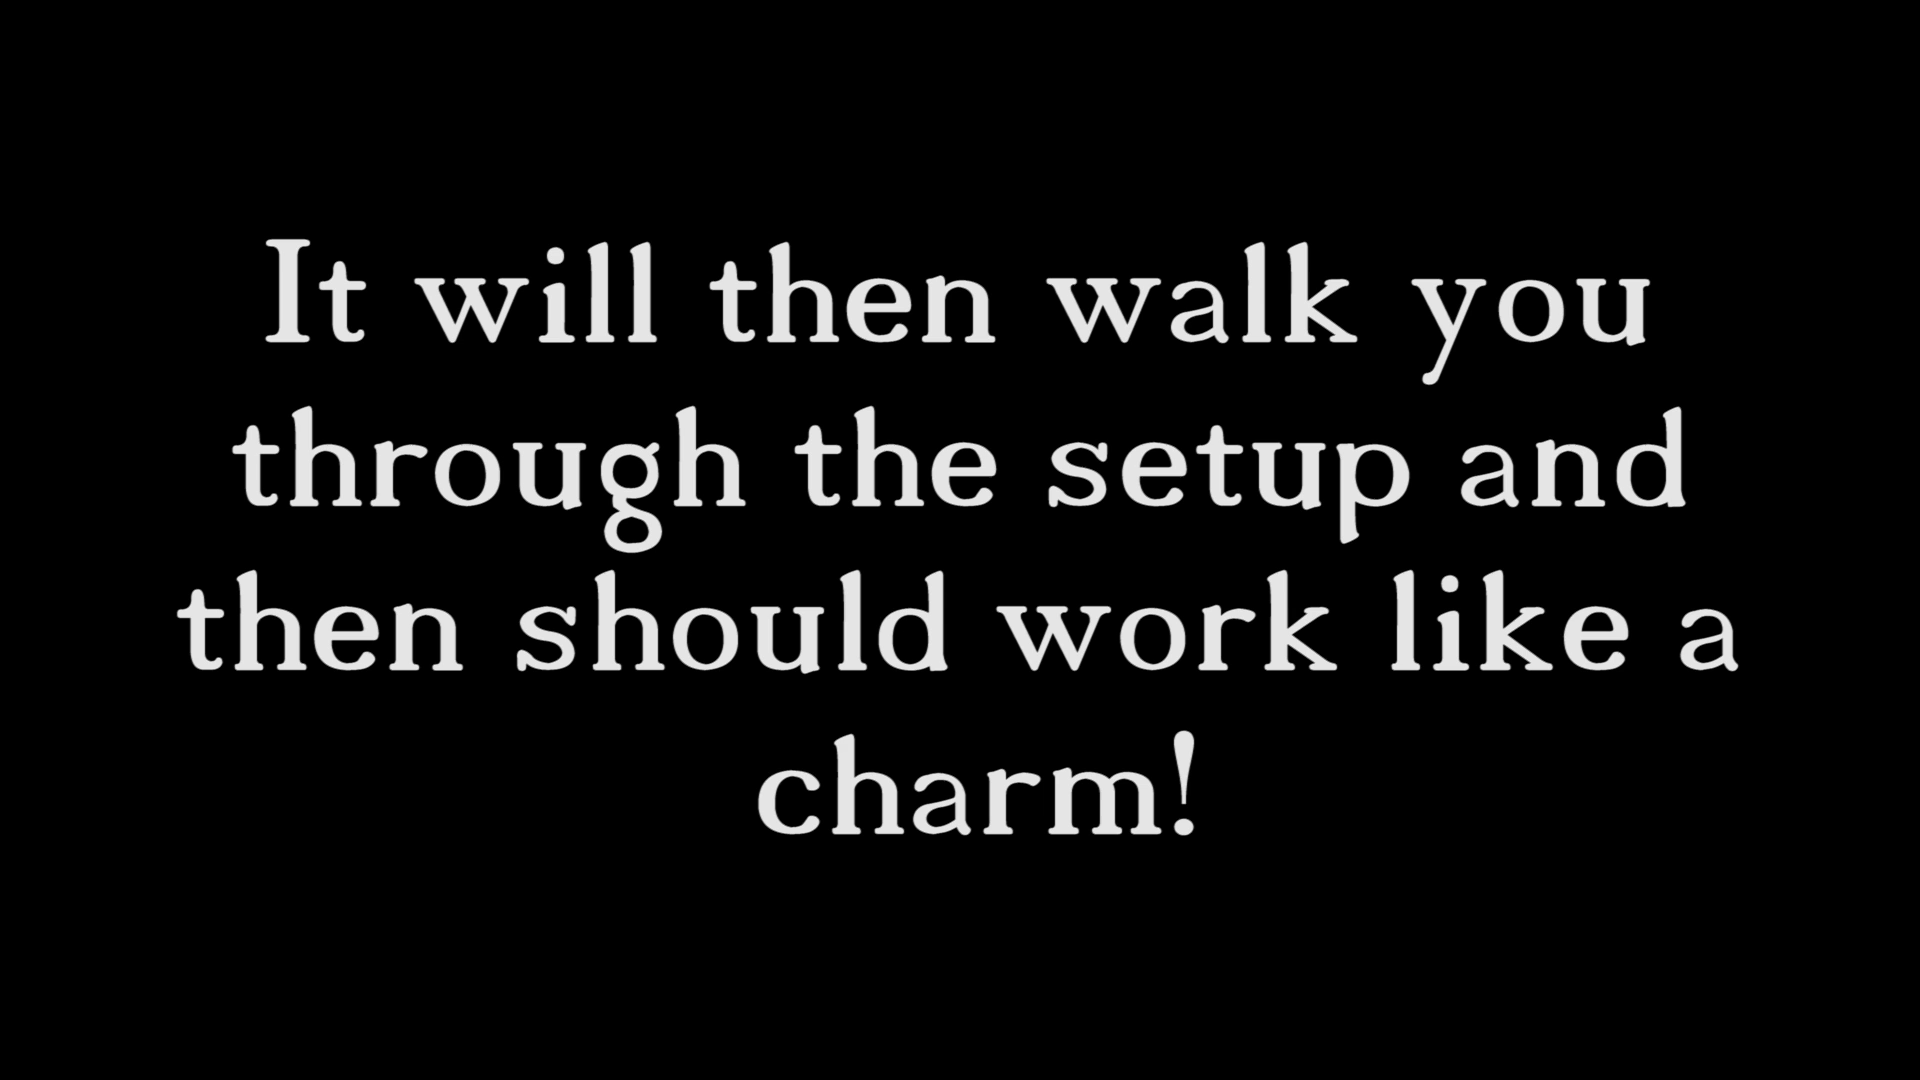 It will then walk you
through the setup and
then should work like a
charm!